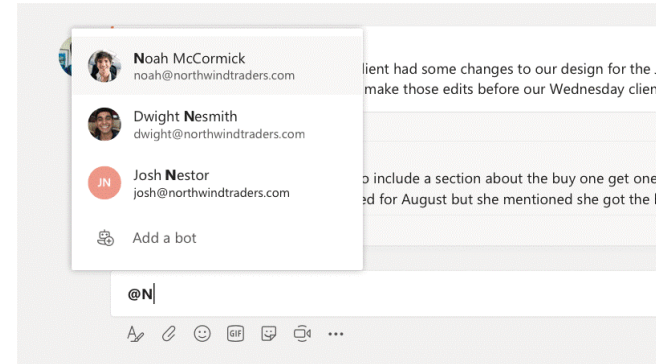 Noah McCormick
noah@northwindtraders.com
lient had some changes to our design for the
make those edits before our Wednesday clien
Dwight Nesmith
dwight@northwindtraders.com
Josh Nestor
JN
josh@northwindtraders.com
include a section about the buy one get one
ed for August but she mentioned she got the
Add a bot
@N
GIF